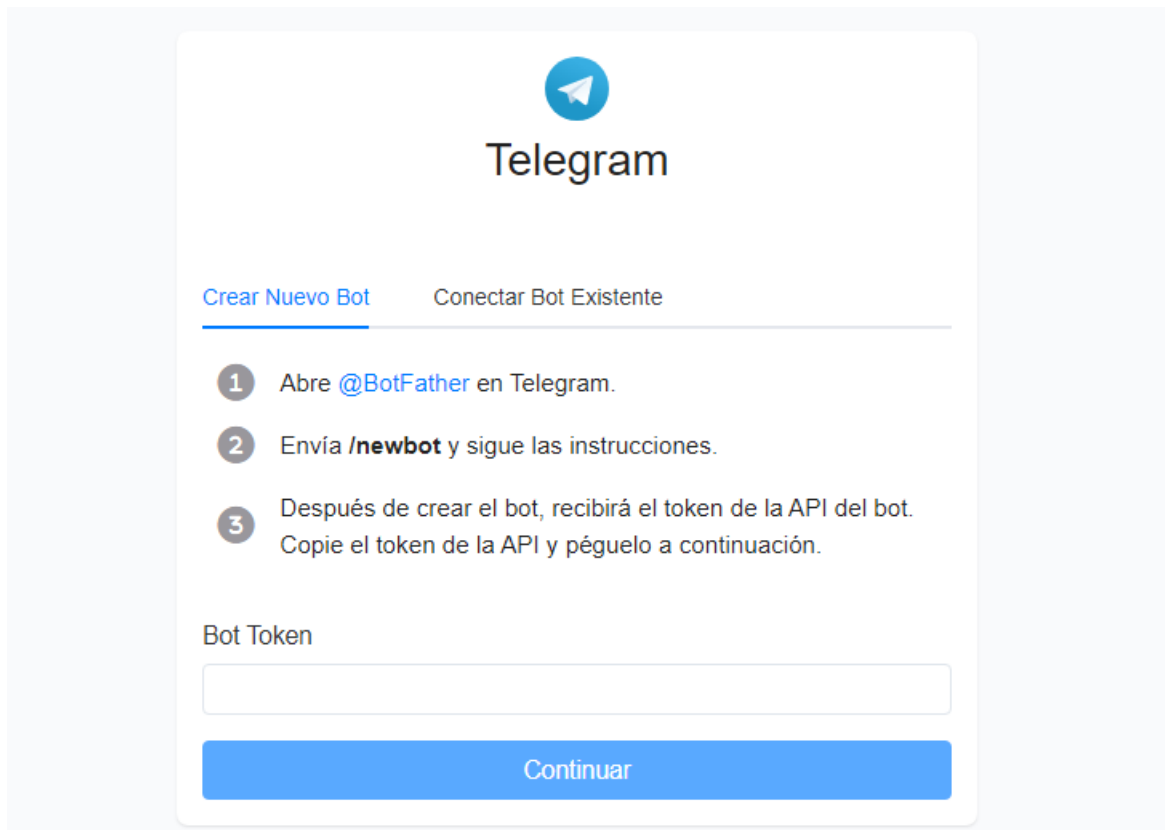 Telegram
Crear Nuevo Bot
Conectar Bot Existente
1 Abre @BotFather en Telegram.
2 Envía /newbot y sigue las instrucciones.
3 Después de crear el bot, recibirá el token de la API del bot.
Copie el token de la API y péguelo a continuación.
Bot Token
Continuar